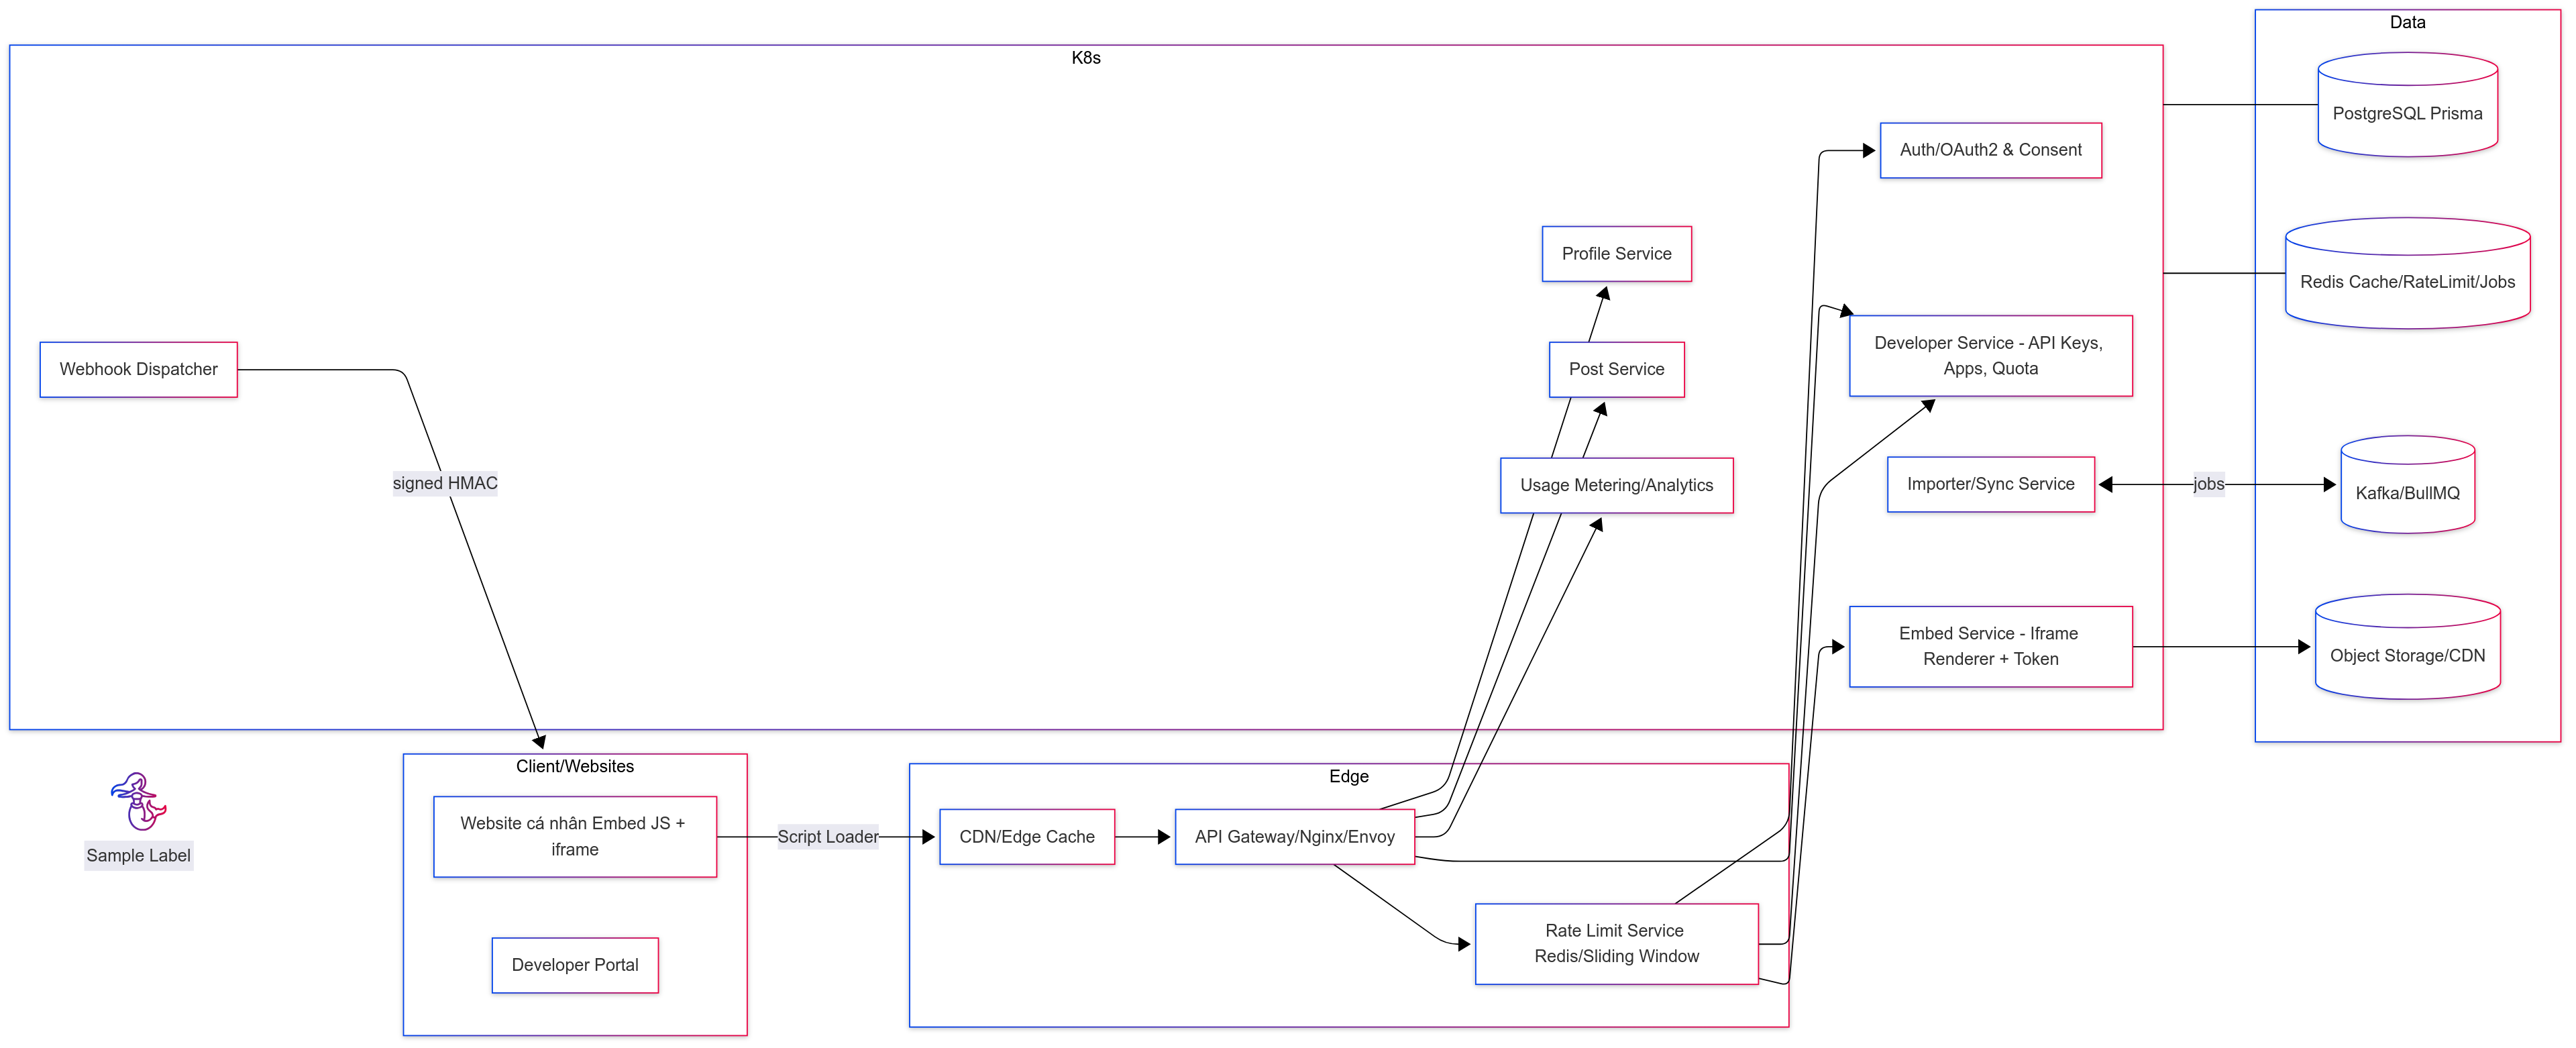 Data
K8s
PostgreSQL Prisma
Auth/OAuth2 & Consent
Profile Service
Redis Cache/RateLimit/Jobs
Webhook Dispatcher
Post Service
Developer Service - API Keys,
Apps, Quota
signed HMAC
Usage Metering/Analytics
Importer/Sync Service
jobs
Kafka/BullMQ
Embed Service - Iframe
Renderer + Token
Object Storage/CDN
Client/Websites
Edge
Website cá nhân Embed JS +
iframe
Script Loader
CDN/Edge Cache
API Gateway/Nginx/Envoy
Sample Label
Rate Limit Service
Redis/Sliding Window
Developer Portal